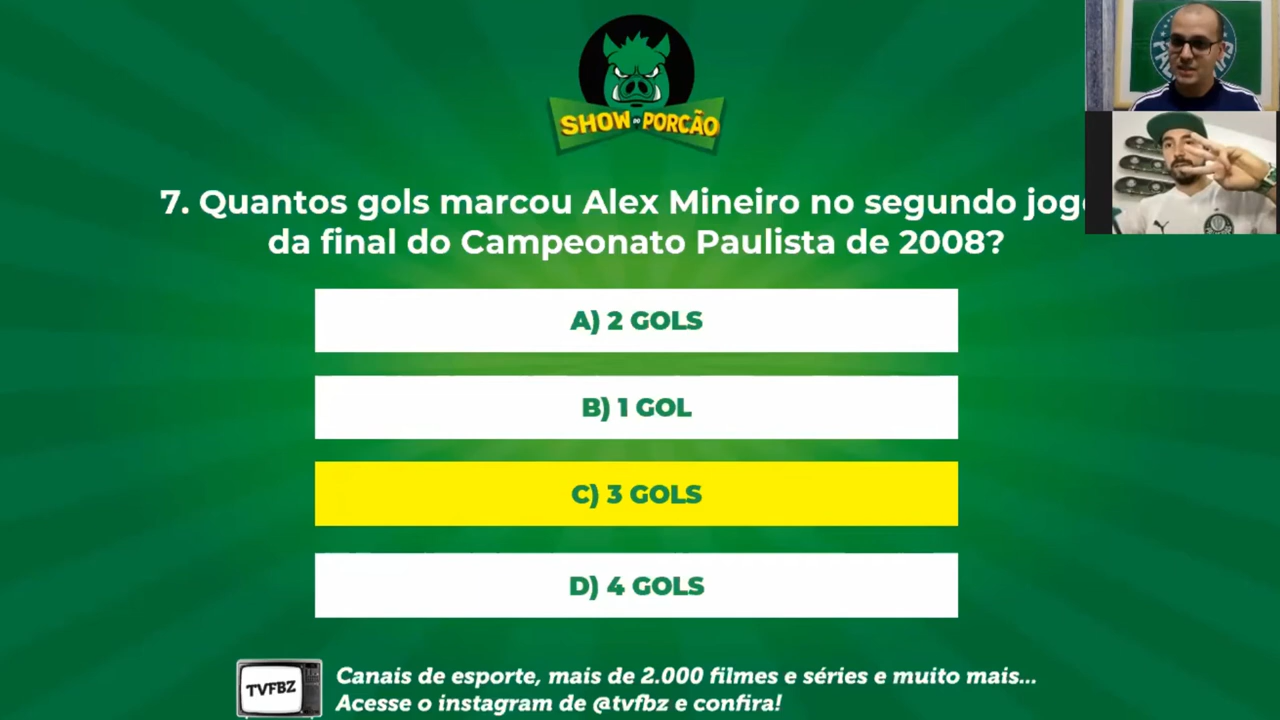 SHOW DO PORCÃO
7. Quantos gols marcou Alex Mineiro no segundo jogo
da final do Campeonato Paulista de 2008?
A) 2 GOLS
B) 1 GOL
C) 3 GOLS
D) 4 GOLS
TVFBZ
Canais de esporte, mais de 2.000 filmes e séries e muito mais...
Acesse o instagram de @tvfbz e confira!